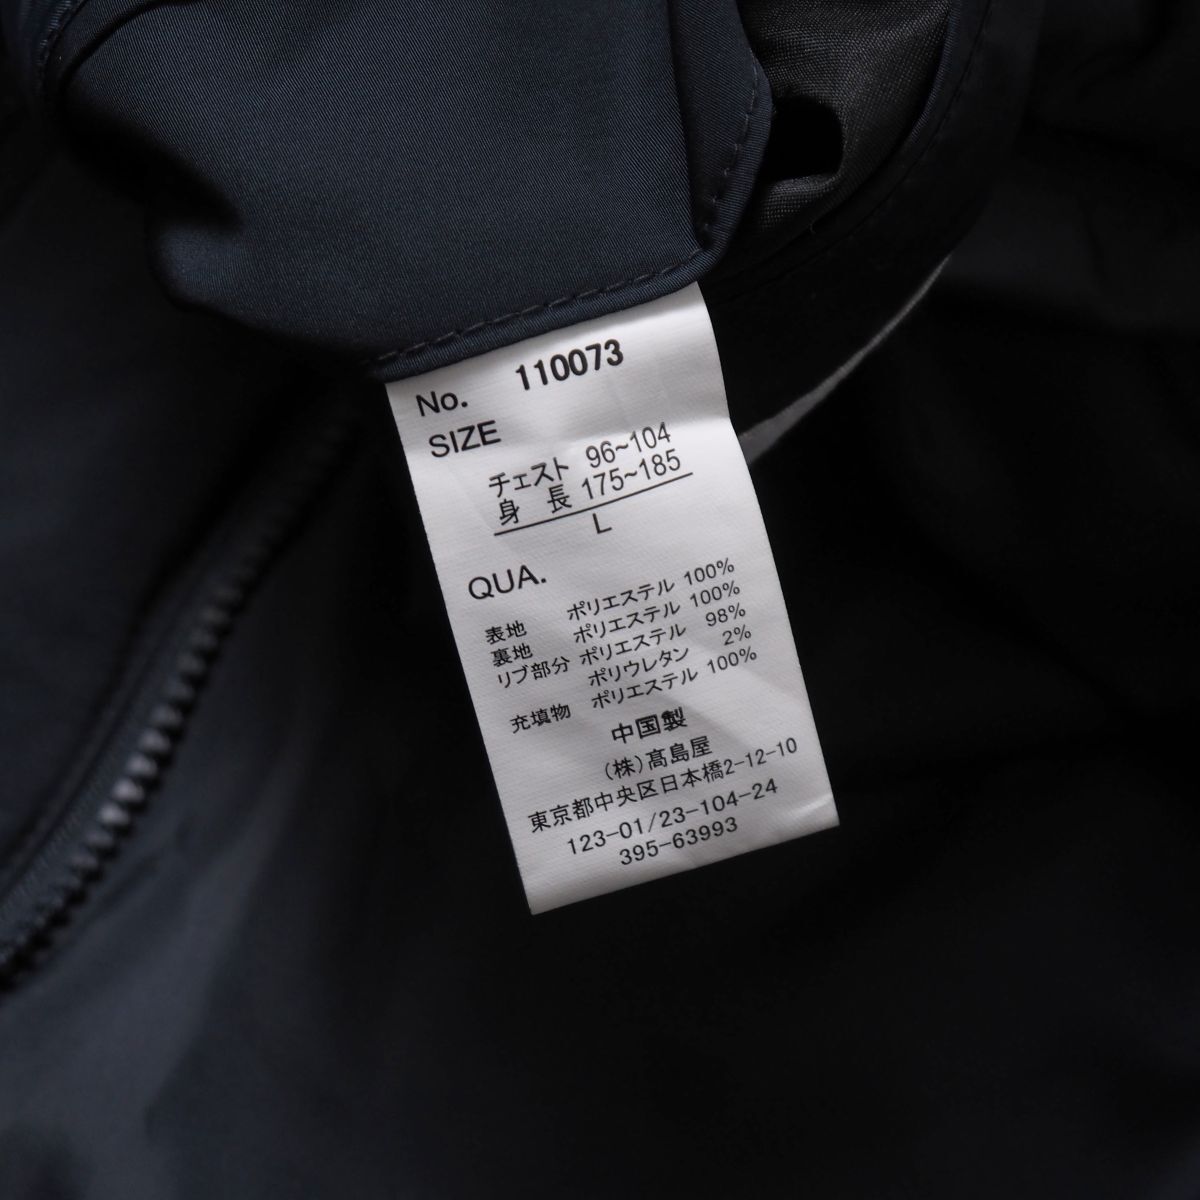 No. 110073
SIZE
チェスト 96~104
身 長 175~185
L
QUA.
表地 ポリエステル 100%
裏地 ポリエステル 100%
リブ部分 ポリエステル 98%
ポリウレタン 2%
充填物 ポリエステル 100%
中国製
(株)髙島屋
東京都中央区日本橋2-12-10
123-01/23-104-24
395-63993